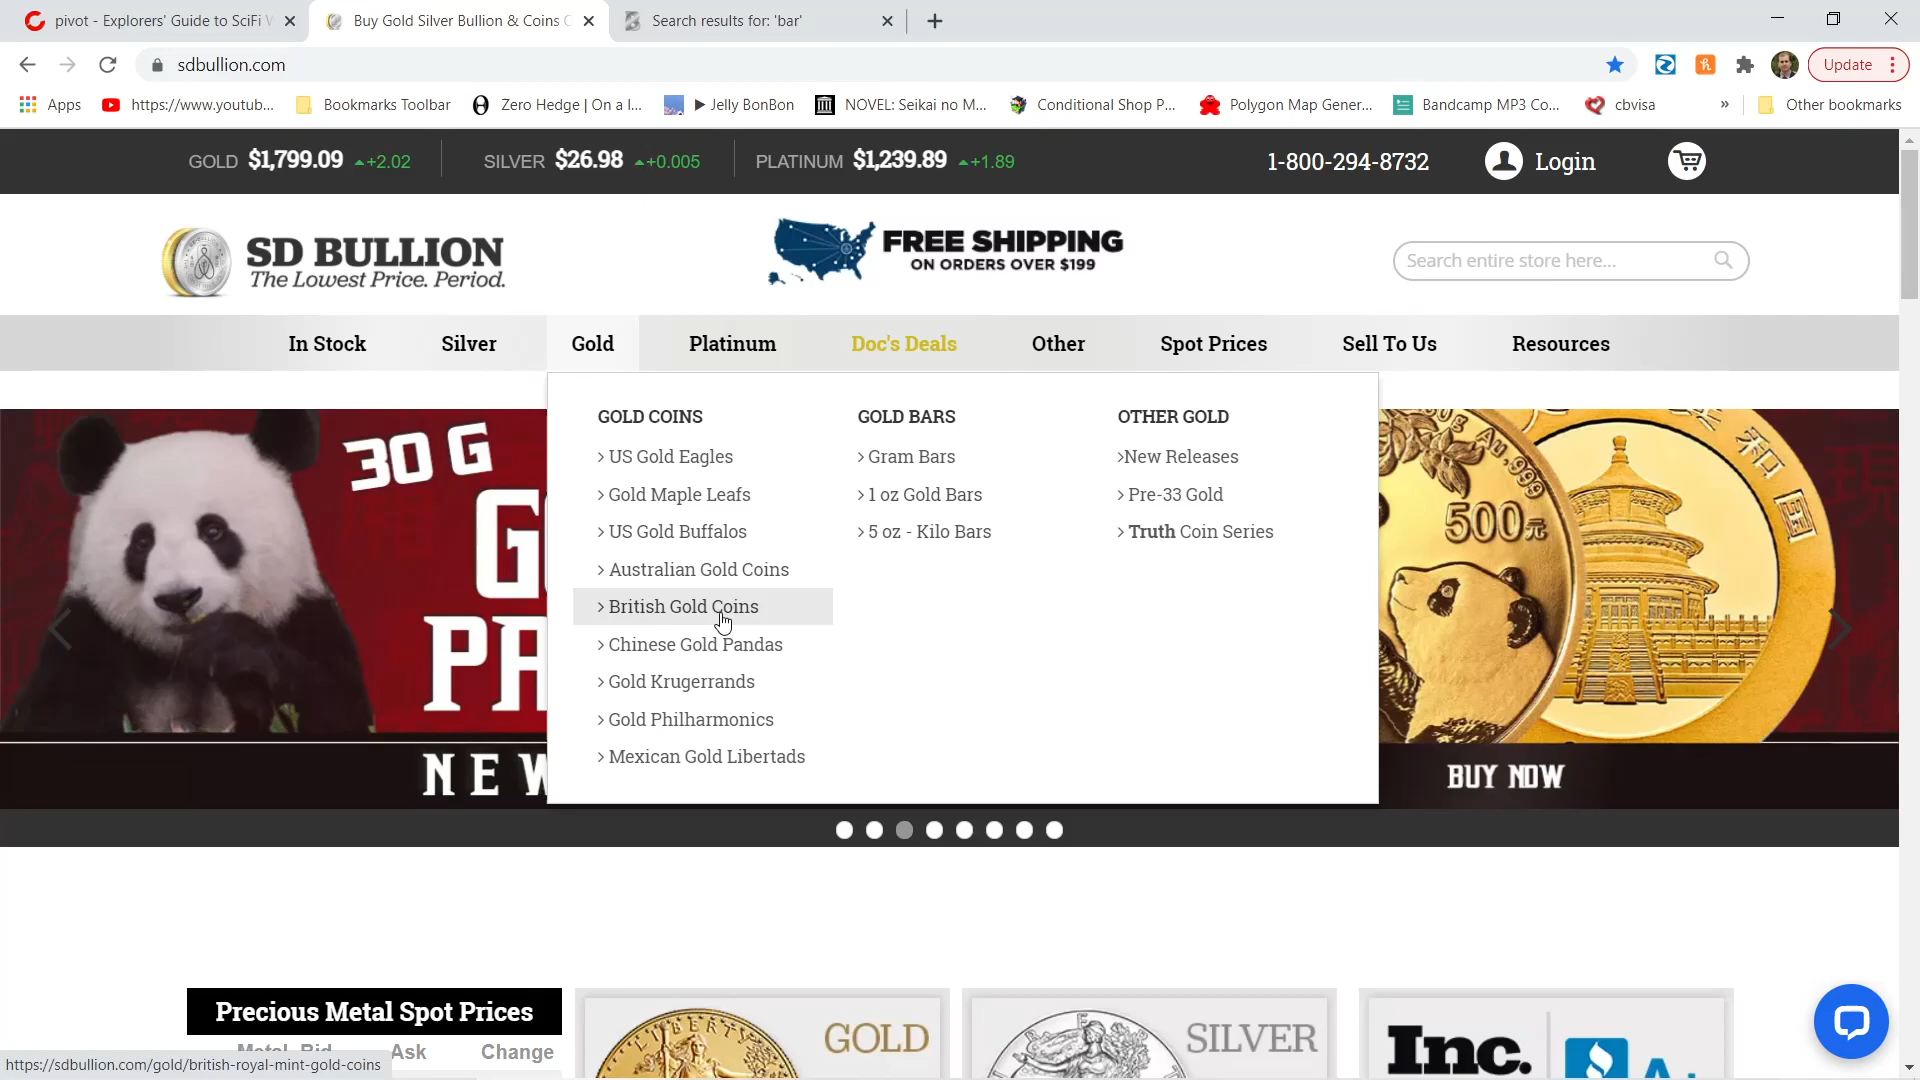 pivot - Explorers' Guide to SciFi
Buy Gold Silver Bullion & Coins
Search results for: 'bar'
sdbullion.com
Update
Apps
https://www.youtub...
Bookmarks Toolbar
Zero Hedge | On a l...
▶ Jelly BonBon
NOVEL: Seikai no M...
Conditional Shop P...
Polygon Map Gener...
Bandcamp MP3 Co...
cbvisa
»
Other bookmarks
GOLD $1,799.09 +2.02
SILVER $26.98 +0.005
PLATINUM $1,239.89 +1.89
1-800-294-8732
Login
SD BULLION
The Lowest Price. Period.
FREE SHIPPING
ON ORDERS OVER $199
Search entire store here...
In Stock
Silver
Gold
Platinum
Doc's Deals
Other
Spot Prices
Sell To Us
Resources
GOLD COINS
> US Gold Eagles
> Gold Maple Leafs
> US Gold Buffalos
> Australian Gold Coins
> British Gold Coins
> Chinese Gold Pandas
> Gold Krugerrands
> Gold Philharmonics
> Mexican Gold Libertads
GOLD BARS
> Gram Bars
> 1 oz Gold Bars
> 5 oz - Kilo Bars
OTHER GOLD
>New Releases
> Pre-33 Gold
> Truth Coin Series
30 G
NEW
30g Au.999
500元
BUY NOW
Precious Metal Spot Prices
Metal Bid Ask Change
LIBERTY
GOLD
SILVER
Inc.
https://sdbullion.com/gold/british-royal-mint-gold-coins